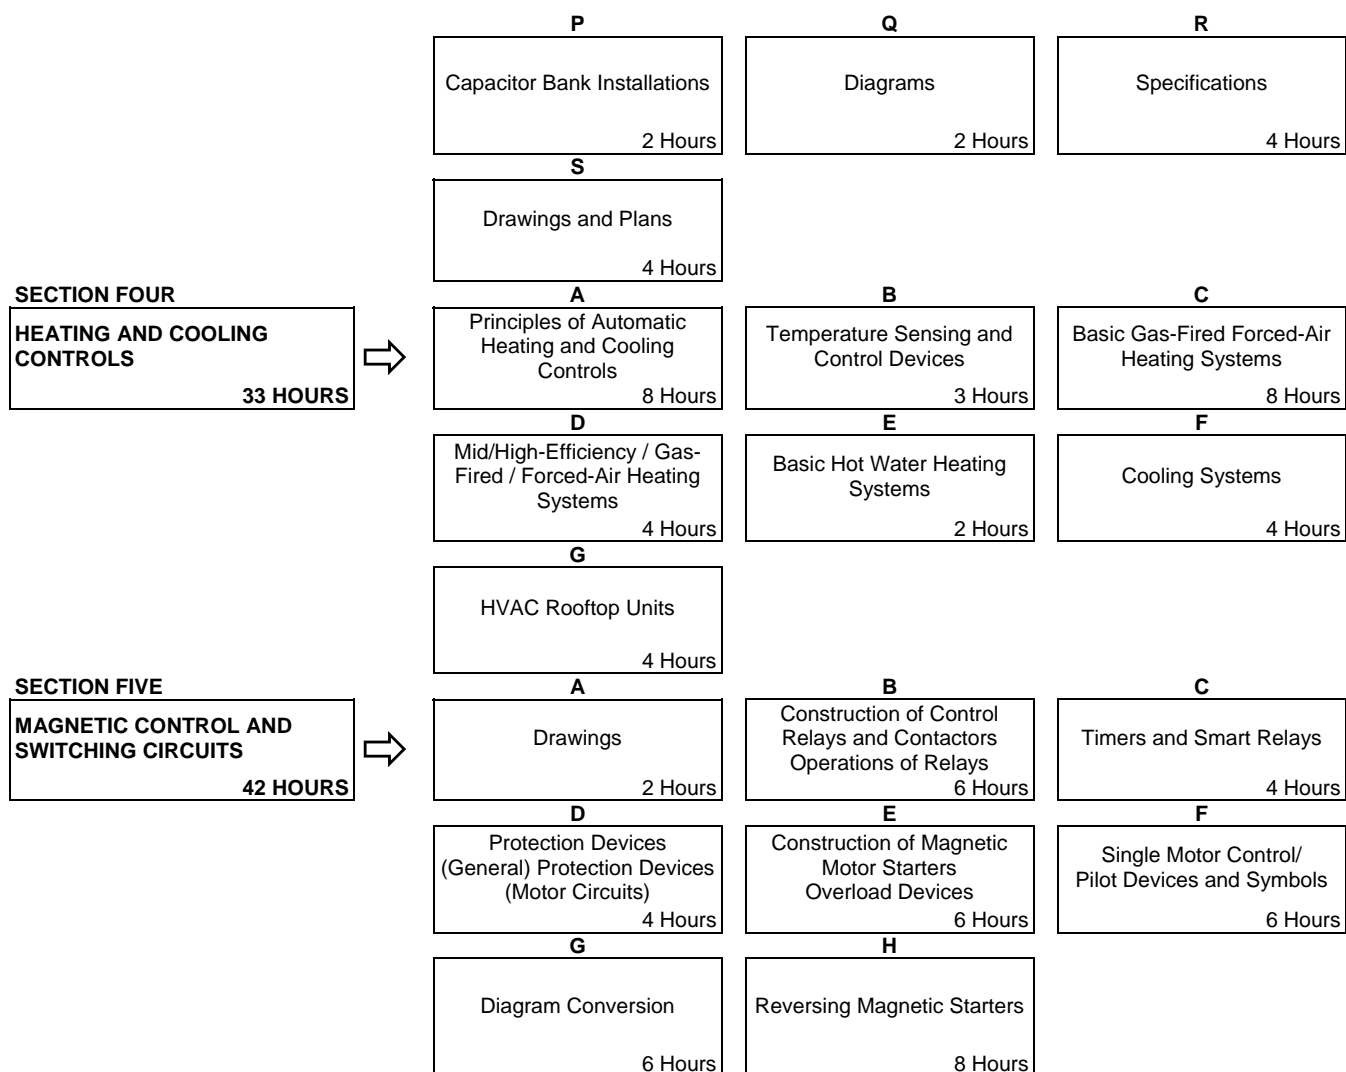 P
Q
R
Capacitor Bank Installations
2 Hours
Diagrams
2 Hours
Specifications
4 Hours
S
Drawings and Plans
4 Hours
SECTION FOUR
HEATING AND COOLING
CONTROLS
33 HOURS
A
Principles of Automatic
Heating and Cooling
Controls
8 Hours
B
Temperature Sensing and
Control Devices
3 Hours
C
Basic Gas-Fired Forced-Air
Heating Systems
8 Hours
D
Mid/High-Efficiency / Gas-
Fired / Forced-Air Heating
Systems
4 Hours
E
Basic Hot Water Heating
Systems
2 Hours
F
Cooling Systems
4 Hours
G
HVAC Rooftop Units
4 Hours
SECTION FIVE
MAGNETIC CONTROL AND
SWITCHING CIRCUITS
42 HOURS
A
Drawings
2 Hours
B
Construction of Control
Relays and Contactors
Operations of Relays
6 Hours
C
Timers and Smart Relays
4 Hours
D
Protection Devices
(General) Protection Devices
(Motor Circuits)
4 Hours
E
Construction of Magnetic
Motor Starters
Overload Devices
6 Hours
F
Single Motor Control/
Pilot Devices and Symbols
6 Hours
G
Diagram Conversion
6 Hours
H
Reversing Magnetic Starters
8 Hours